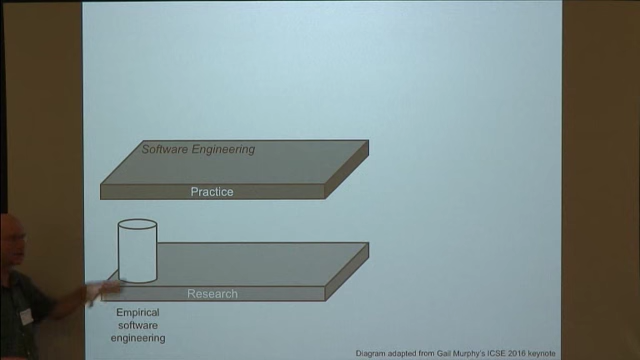 Software Engineering
Practice
Research
Empirical
software
engineering
Diagram adapted from Gail Murphy's ICSE 2016 keynote